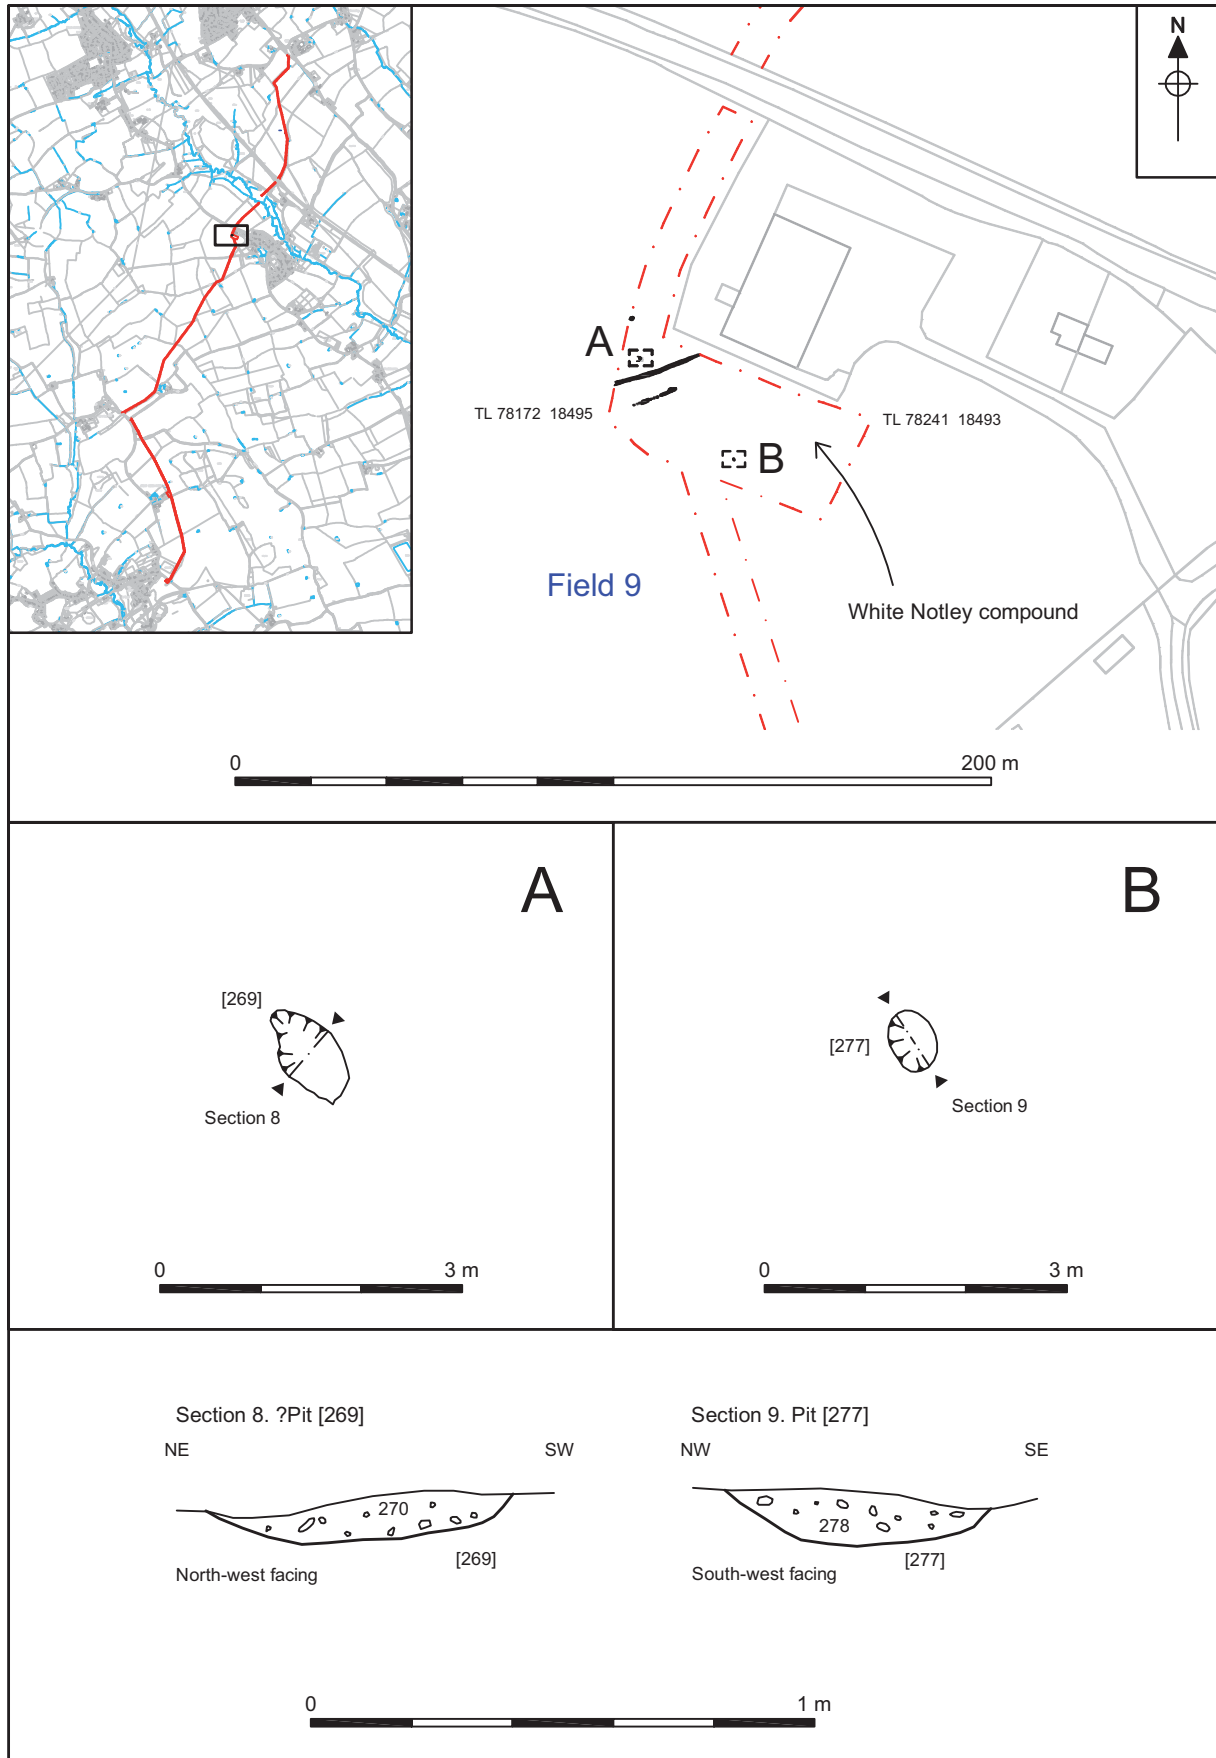 N
A
TL 78172 18495
TL 78241 18493
B
Field 9
White Notley compound
0
200 m
A
[269]
Section 8
0
3 m
B
[277]
Section 9
0
3 m
Section 8. ?Pit [269]
NE
SW
270
[269]
North-west facing
Section 9. Pit [277]
NW
SE
278
[277]
South-west facing
0
1 m